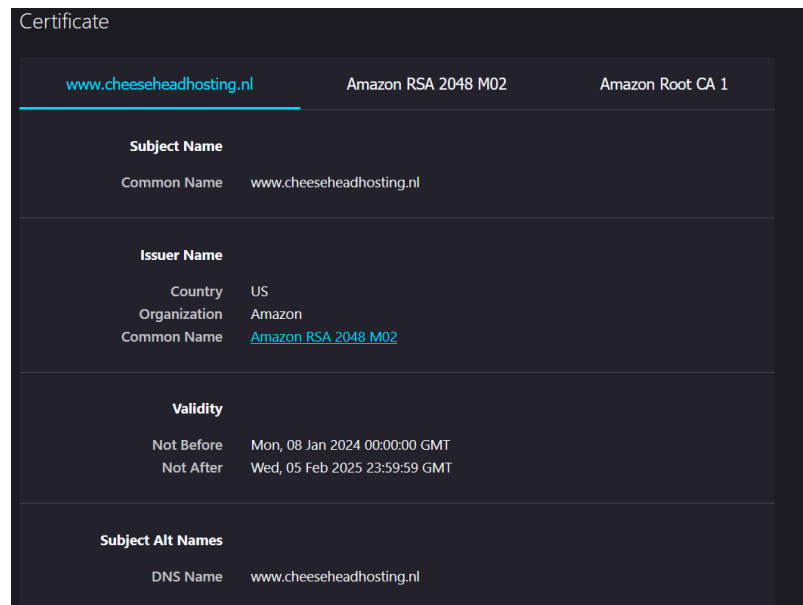 Certificate
www.cheeseheadhosting.nl Amazon RSA 2048 M02 Amazon Root CA 1
Subject Name
Common Name www.cheeseheadhosting.nl
Issuer Name
Country US
Organization Amazon
Common Name Amazon RSA 2048 M02
Validity
Not Before Mon, 08 Jan 2024 00:00:00 GMT
Not After Wed, 05 Feb 2025 23:59:59 GMT
Subject Alt Names
DNS Name www.cheeseheadhosting.nl